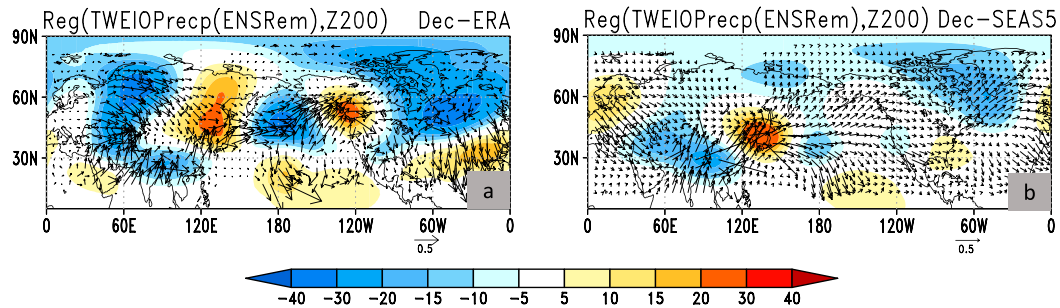 Reg(TWEIOPrecp(ENSRem),Z200) Dec-ERA
90N
60N
30N
0 60E 120E 180 120W 60W 0
a
0.5
Reg(TWEIOPrecp(ENSRem),Z200) Dec-SEAS5
90N
60N
30N
0 60E 120E 180 120W 60W 0
b
0.5
-40 -30 -20 -15 -10 -5 5 10 15 20 30 40